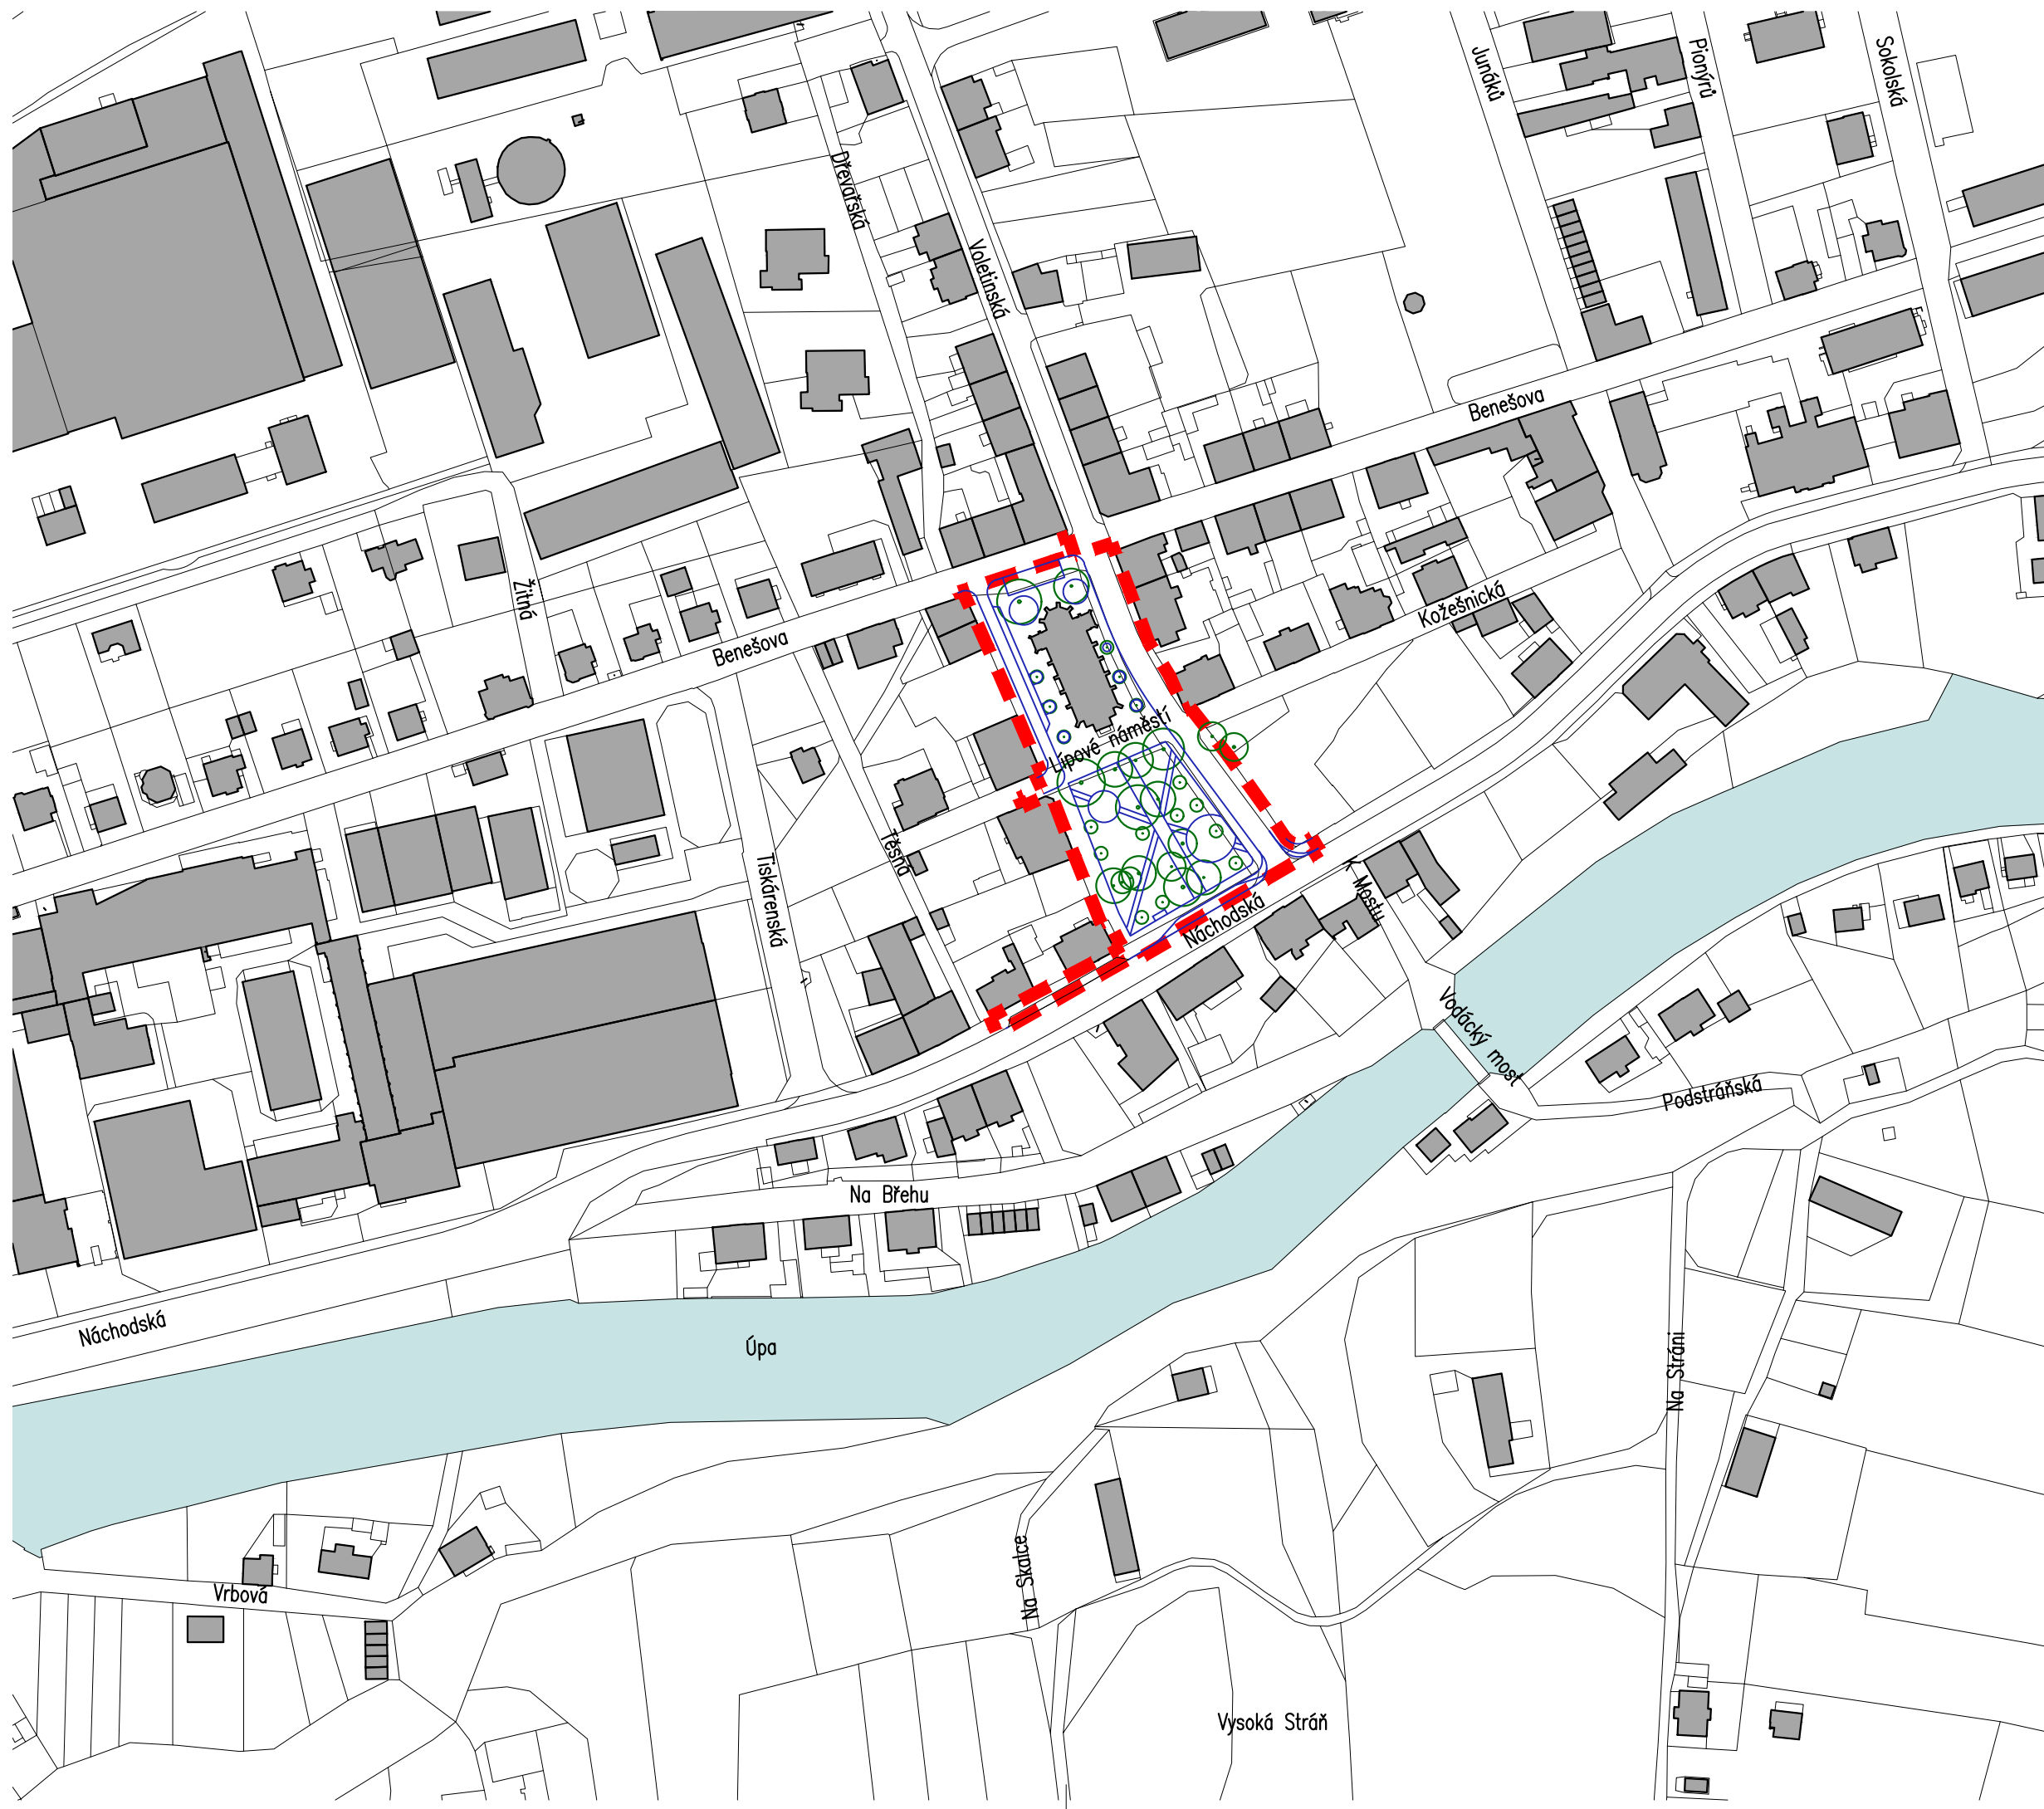 Junáků
Pionýrů
Sokolská
Dřevařská
Voletinská
Benešova
Žitná
Kožešnická
Benešova
Lípové náměstí
Těsná
Tiskárenská
K Mostu
Náchodská
Vodácký most
Podstráňská
Na Břehu
Náchodská
Úpa
Na Stráni
Na Skalce
Vrbová
Vysoká Stráň